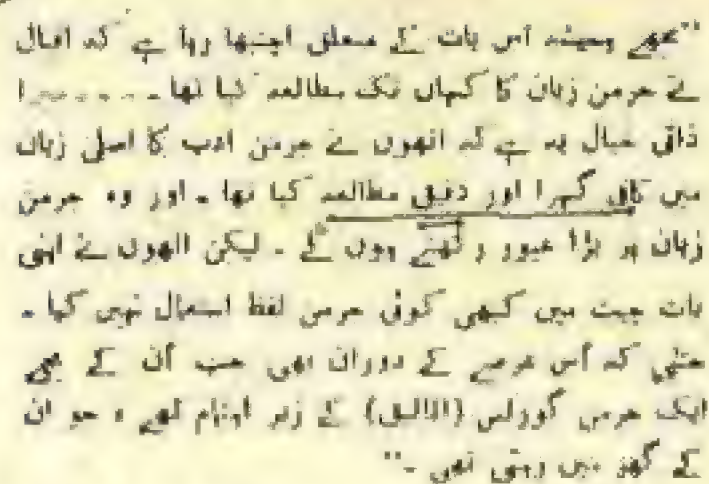 "مجھے ہمیشہ اس بات کے متعلق اچنبھا رہا ہے کہ اقبال
نے جرمن زبان کا کہاں تک مطالعہ کیا تھا ۔ ۔ ۔ ۔ میرا
ذاتی خیال یہ ہے کہ انھوں نے جرمن ادب کا اصلی زبان
میں کافی گہرا اور دقیق مطالعہ کیا تھا ۔ اور وہ جرمن
زبان پر بڑا عبور رکھتے ہوں گے ۔ لیکن انھوں نے اپنی
بات چیت میں کبھی کوئی جرمن لفظ استعمال نہیں کیا ۔
حتٰی کہ اُس عرصے کے دوران بھی جب اُن کے بچے
ایک جرمن گورنس (اتالیق) کے زیر اہتمام تھے ، جو ان
کے گھر میں رہتی تھی ۔"